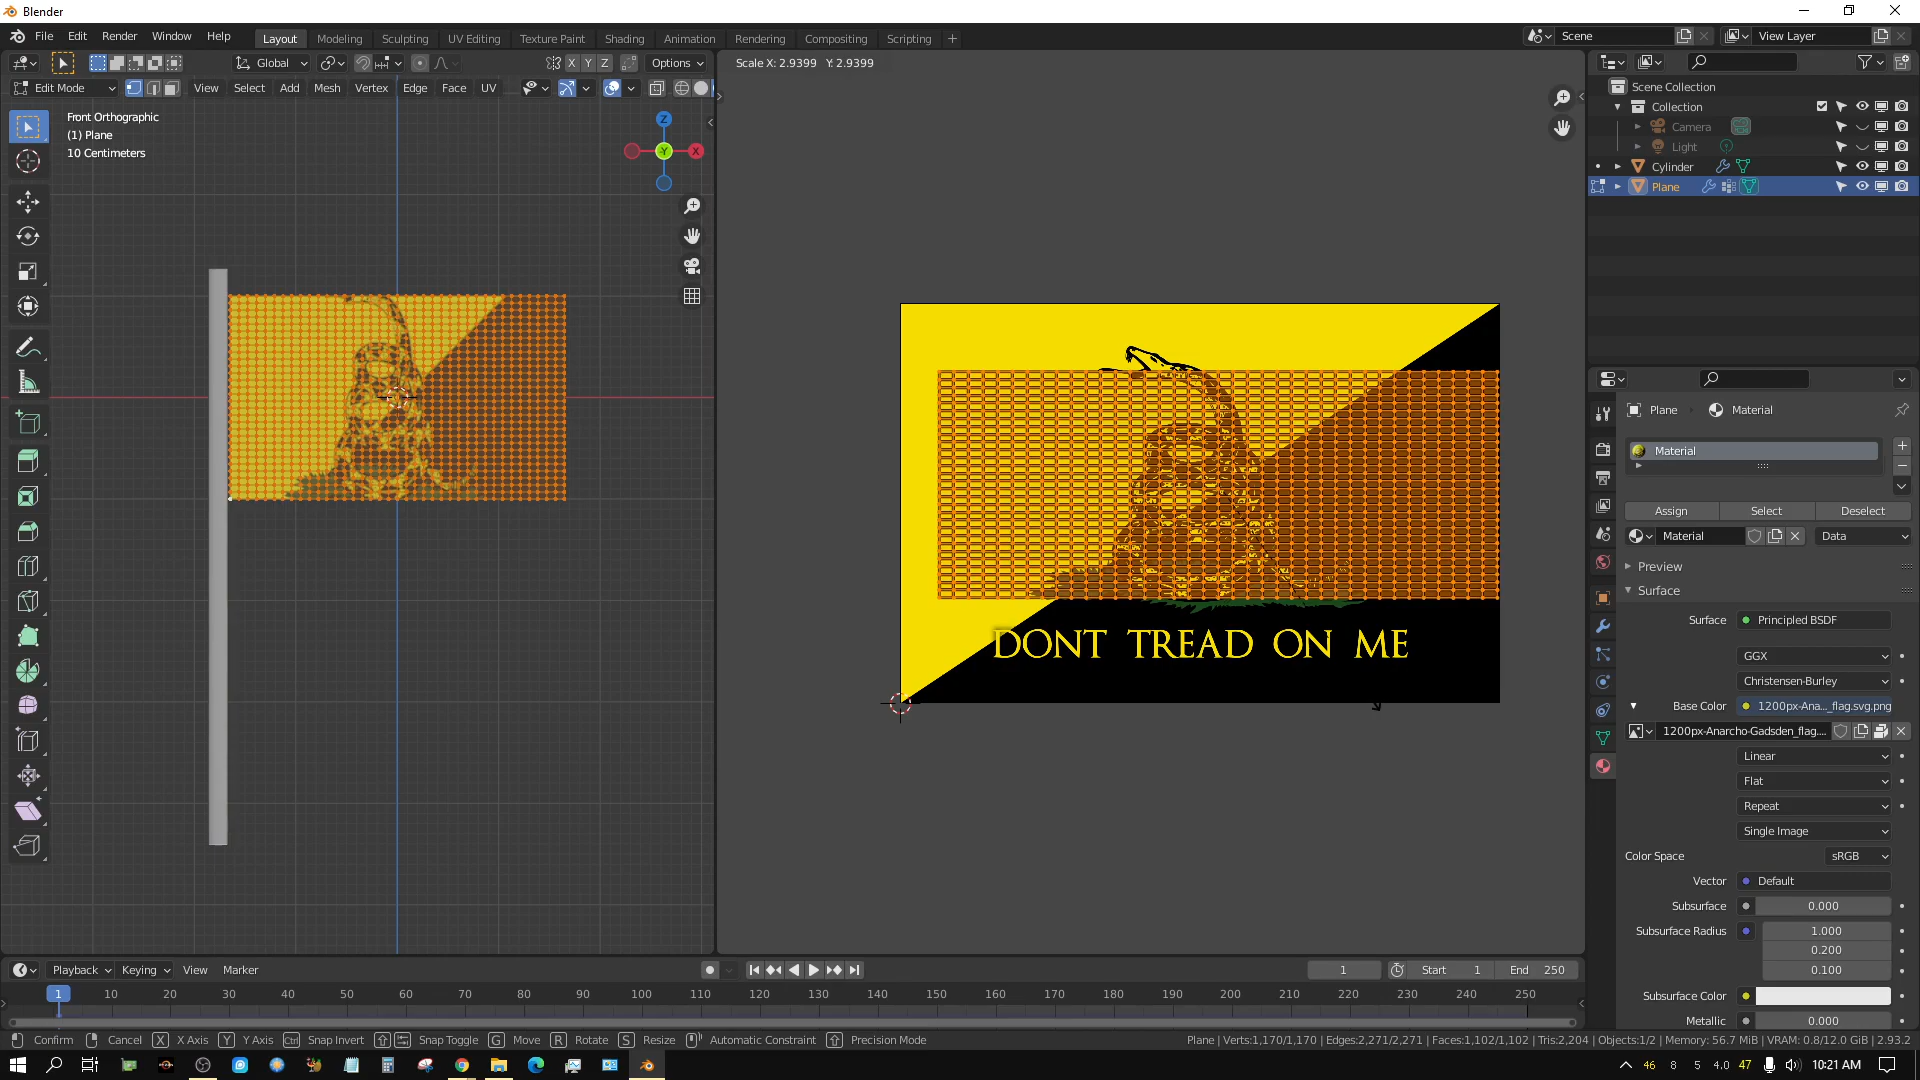 Blender
File Edit Render Window Help
Layout Modeling Sculpting UV Editing Texture Paint Shading Animation Rendering Compositing Scripting +
Scene
View Layer
Global
X Y Z
Options
Scale X: 2.9399 Y: 2.9399
Edit Mode
View Select Add Mesh Vertex Edge Face UV
Front Orthographic
(1) Plane
10 Centimeters
Z
Y
X
DONT TREAD ON ME
Scene Collection
Collection
Camera
Light
Cylinder
Plane
Plane Material
Material
Assign Select Deselect
Material Data
Preview
Surface
Surface Principled BSDF
GGX
Christensen-Burley
Base Color 1200px-Ana..._flag.svg.png
1200px-Anarcho-Gadsden_flag....
Linear
Flat
Repeat
Single Image
Color Space sRGB
Vector Default
Subsurface 0.000
Subsurface Radius 1.000
0.200
0.100
Subsurface Color
Metallic 0.000
Playback Keying View Marker
1 Start 1 End 250
1 10 20 30 40 50 60 70 80 90 100 110 120 130 140 150 160 170 180 190 200 210 220 230 240 250
Confirm Cancel X X Axis Y Y Axis Ctrl Snap Invert Snap Toggle G Move R Rotate S Resize Automatic Constraint Precision Mode
Plane | Verts:1,170/1,170 | Edges:2,271/2,271 | Faces:1,102/1,102 | Tris:2,204 | Objects:1/2 | Memory: 56.7 MiB | VRAM: 0.8/12.0 GiB | 2.93.2
46 8 5 4.0 47 10:21 AM